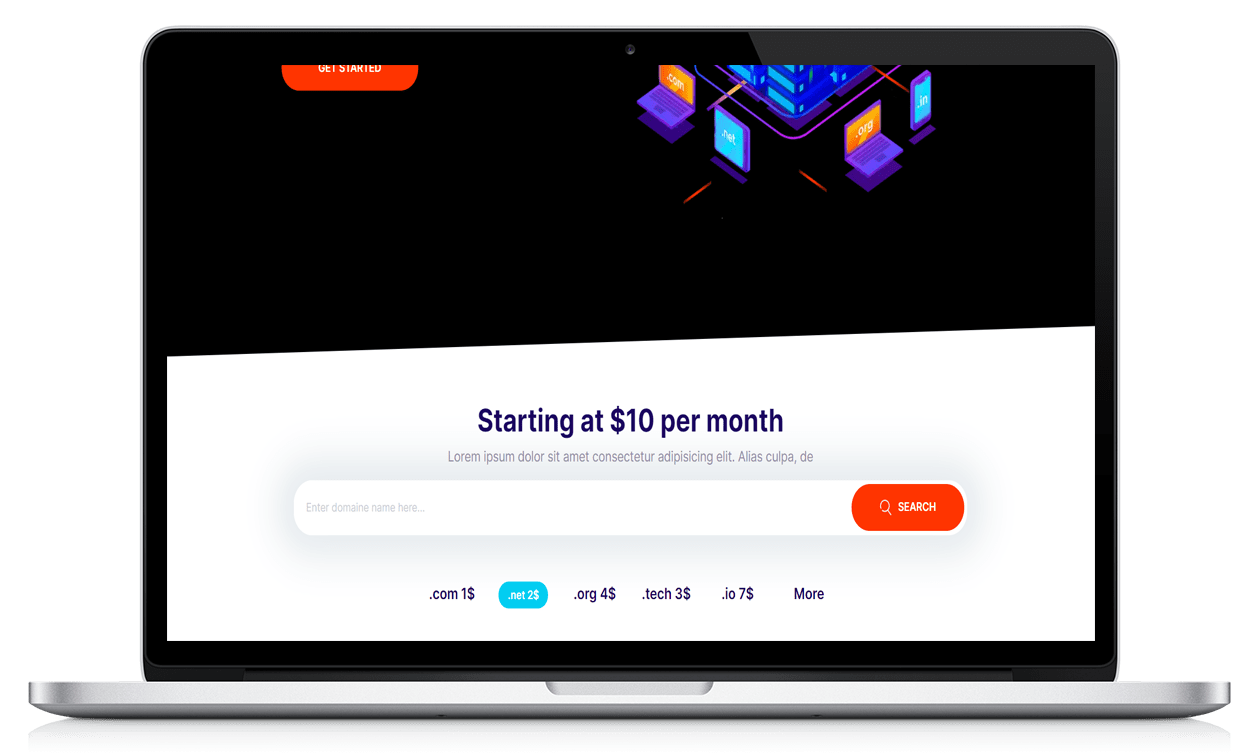 GET STARTED
.com
.in
.net
.org
Starting at $10 per month
Lorem ipsum dolor sit amet consectetur adipisicing elit. Alias culpa, de
Enter domaine name here...
SEARCH
.com 1$ .net 2$ .org 4$ .tech 3$ .io 7$ More